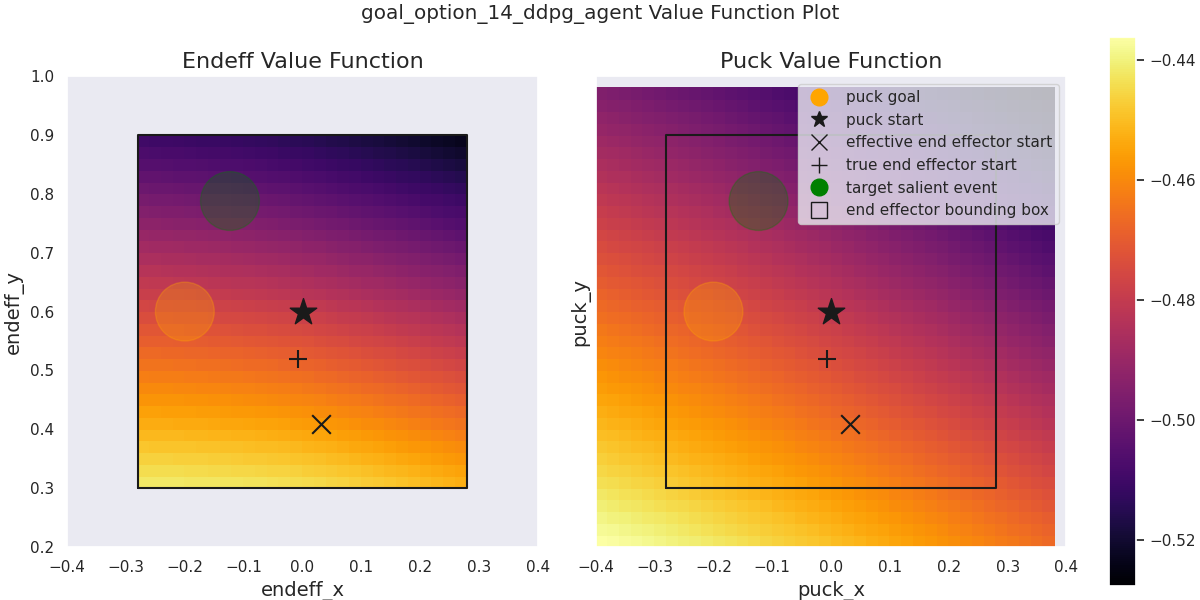 goal_option_14_ddpg_agent Value Function Plot
Endeff Value Function
1.0
0.9
0.8
0.7
0.6
0.5
0.4
0.3
0.2
endeff_y
−0.4
−0.3
−0.2
−0.1
0.0
0.1
0.2
0.3
0.4
endeff_x
Puck Value Function
puck goal
puck start
effective end effector start
true end effector start
target salient event
end effector bounding box
puck_y
−0.4
−0.3
−0.2
−0.1
0.0
0.1
0.2
0.3
0.4
puck_x
−0.44
−0.46
−0.48
−0.50
−0.52